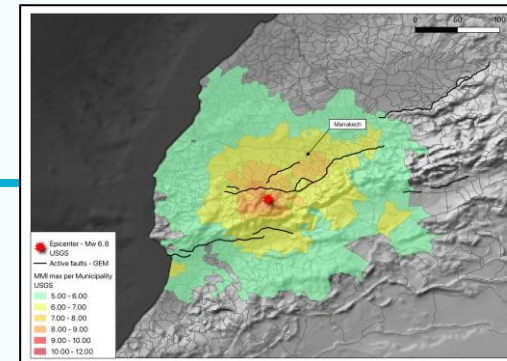 0 50 100
Marrakech
Epicenter - Mw 6.8
USGS
Active faults - GEM
MMI max per Municipality
USGS
5.00 - 6.00
6.00 - 7.00
7.00 - 8.00
8.00 - 9.00
9.00 - 10.00
10.00 - 12.00